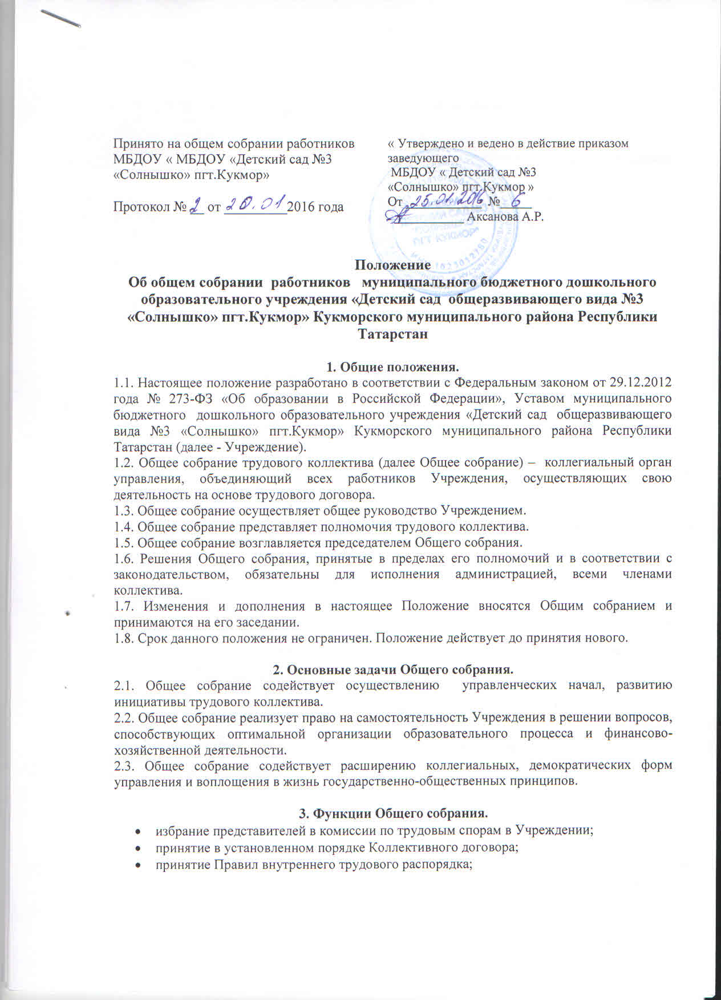 Принято на общем собрании работников
МБДОУ « МБДОУ «Детский сад №3
«Солнышко» пгт.Кукмор»
Протокол № 2 от 20.01 2016 года
« Утверждено и ведено в действие приказом
заведующего
МБДОУ « Детский сад №3
«Солнышко» пгт.Кукмор »
От 25.01.2016 № 6
Аксанова А.Р.
ПГТ КУКМОР»
Положение
Об общем собрании работников муниципального бюджетного дошкольного
образовательного учреждения «Детский сад общеразвивающего вида №3
«Солнышко» пгт.Кукмор» Кукморского муниципального района Республики
Татарстан
1. Общие положения.
1.1. Настоящее положение разработано в соответствии с Федеральным законом от 29.12.2012
года № 273-ФЗ «Об образовании в Российской Федерации», Уставом муниципального
бюджетного дошкольного образовательного учреждения «Детский сад общеразвивающего
вида №3 «Солнышко» пгт.Кукмор» Кукморского муниципального района Республики
Татарстан (далее - Учреждение).
1.2. Общее собрание трудового коллектива (далее Общее собрание) – коллегиальный орган
управления, объединяющий всех работников Учреждения, осуществляющих свою
деятельность на основе трудового договора.
1.3. Общее собрание осуществляет общее руководство Учреждением.
1.4. Общее собрание представляет полномочия трудового коллектива.
1.5. Общее собрание возглавляется председателем Общего собрания.
1.6. Решения Общего собрания, принятые в пределах его полномочий и в соответствии с
законодательством, обязательны для исполнения администрацией, всеми членами
коллектива.
1.7. Изменения и дополнения в настоящее Положение вносятся Общим собранием и
принимаются на его заседании.
1.8. Срок данного положения не ограничен. Положение действует до принятия нового.
2. Основные задачи Общего собрания.
2.1. Общее собрание содействует осуществлению управленческих начал, развитию
инициативы трудового коллектива.
2.2. Общее собрание реализует право на самостоятельность Учреждения в решении вопросов,
способствующих оптимальной организации образовательного процесса и финансово-
хозяйственной деятельности.
2.3. Общее собрание содействует расширению коллегиальных, демократических форм
управления и воплощения в жизнь государственно-общественных принципов.
3. Функции Общего собрания.
• избрание представителей в комиссии по трудовым спорам в Учреждении;
• принятие в установленном порядке Коллективного договора;
• принятие Правил внутреннего трудового распорядка;